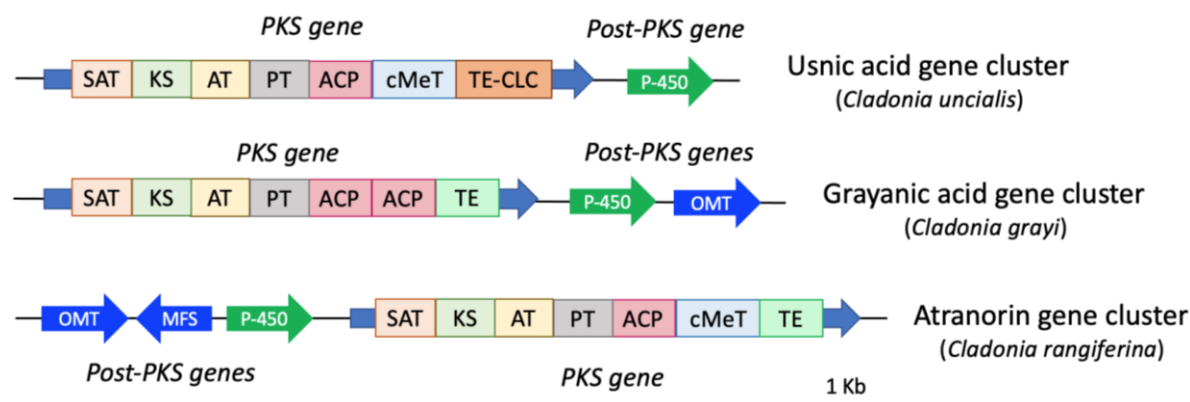 PKS gene
Post-PKS gene
SAT KS AT PT ACP cMeT TE-CLC P-450
Usnic acid gene cluster
(Cladonia uncialis)
PKS gene
Post-PKS genes
SAT KS AT PT ACP ACP TE P-450 OMT
Grayanic acid gene cluster
(Cladonia grayi)
OMT MFS P-450 SAT KS AT PT ACP cMeT TE
Atranorin gene cluster
(Cladonia rangiferina)
Post-PKS genes
PKS gene
1 Kb